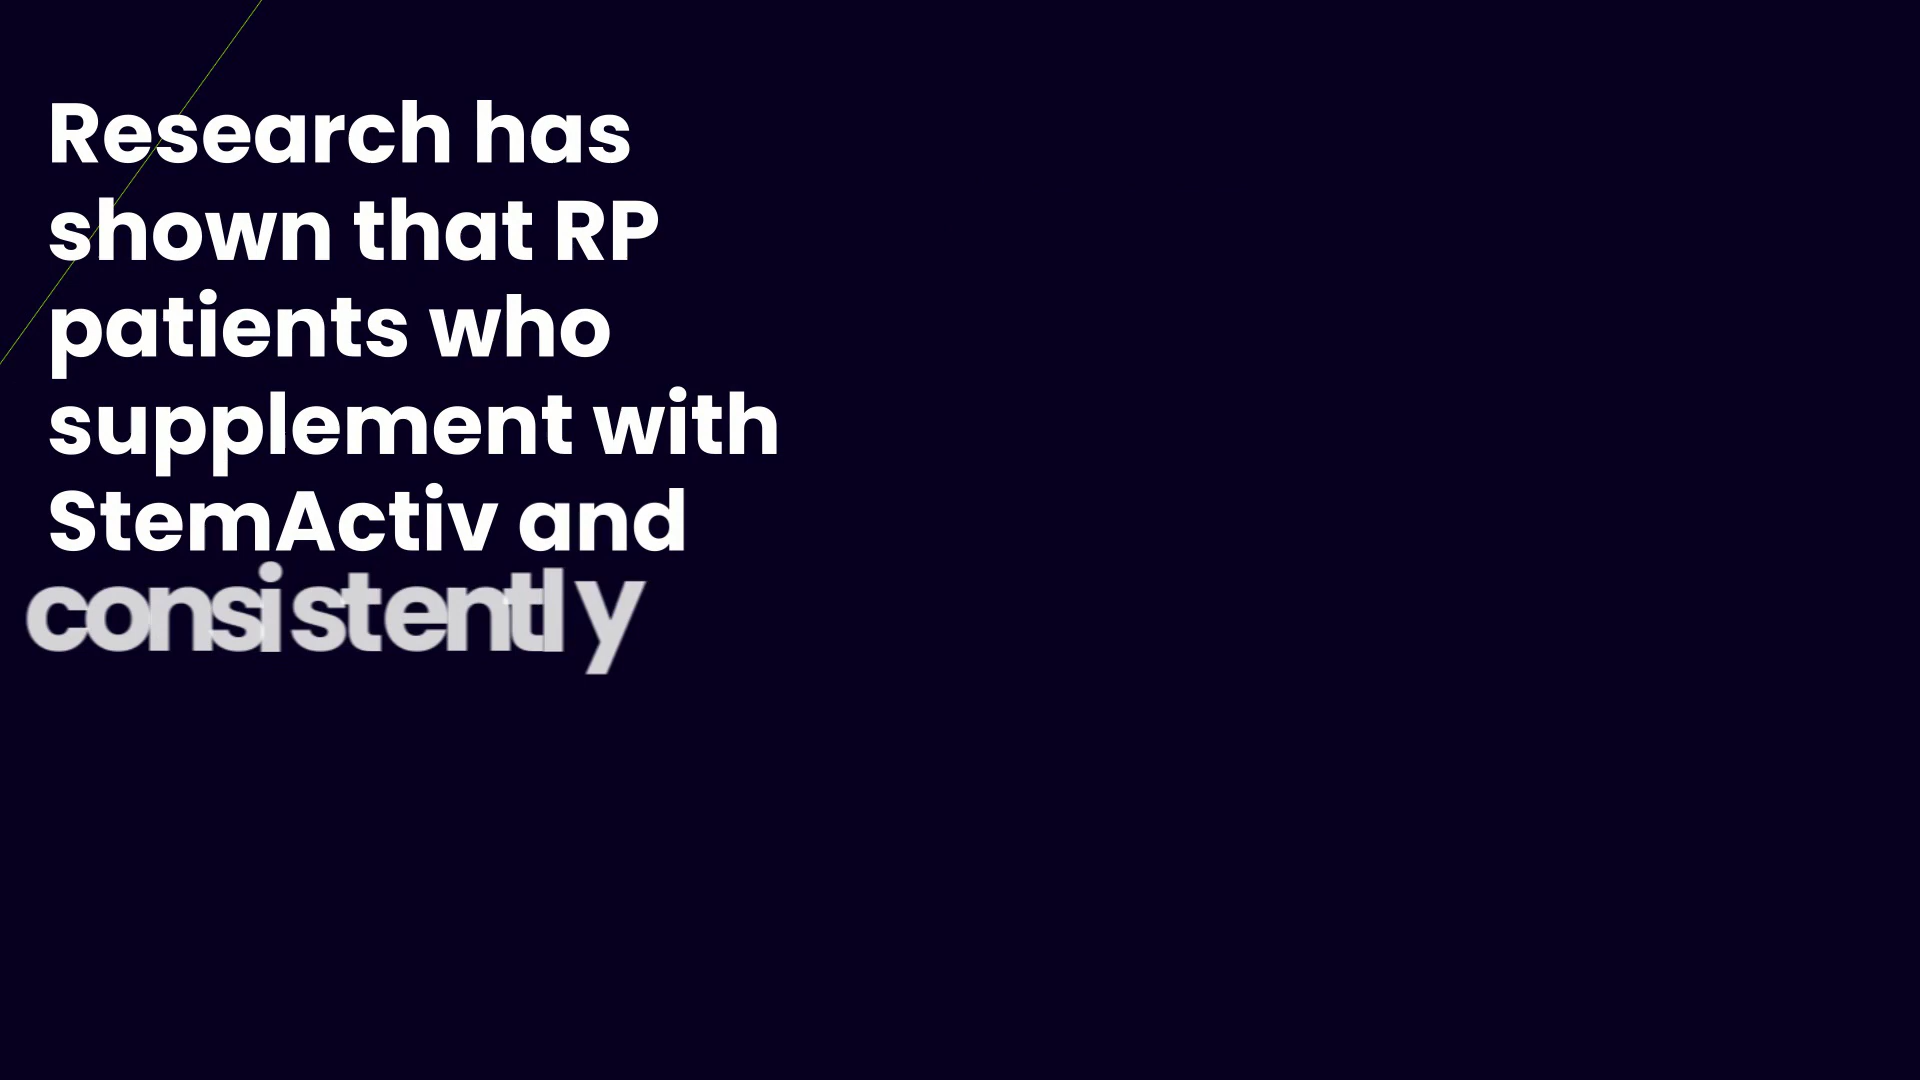 Research has
shown that RP
patients who
supplement with
StemActiv and
consistently